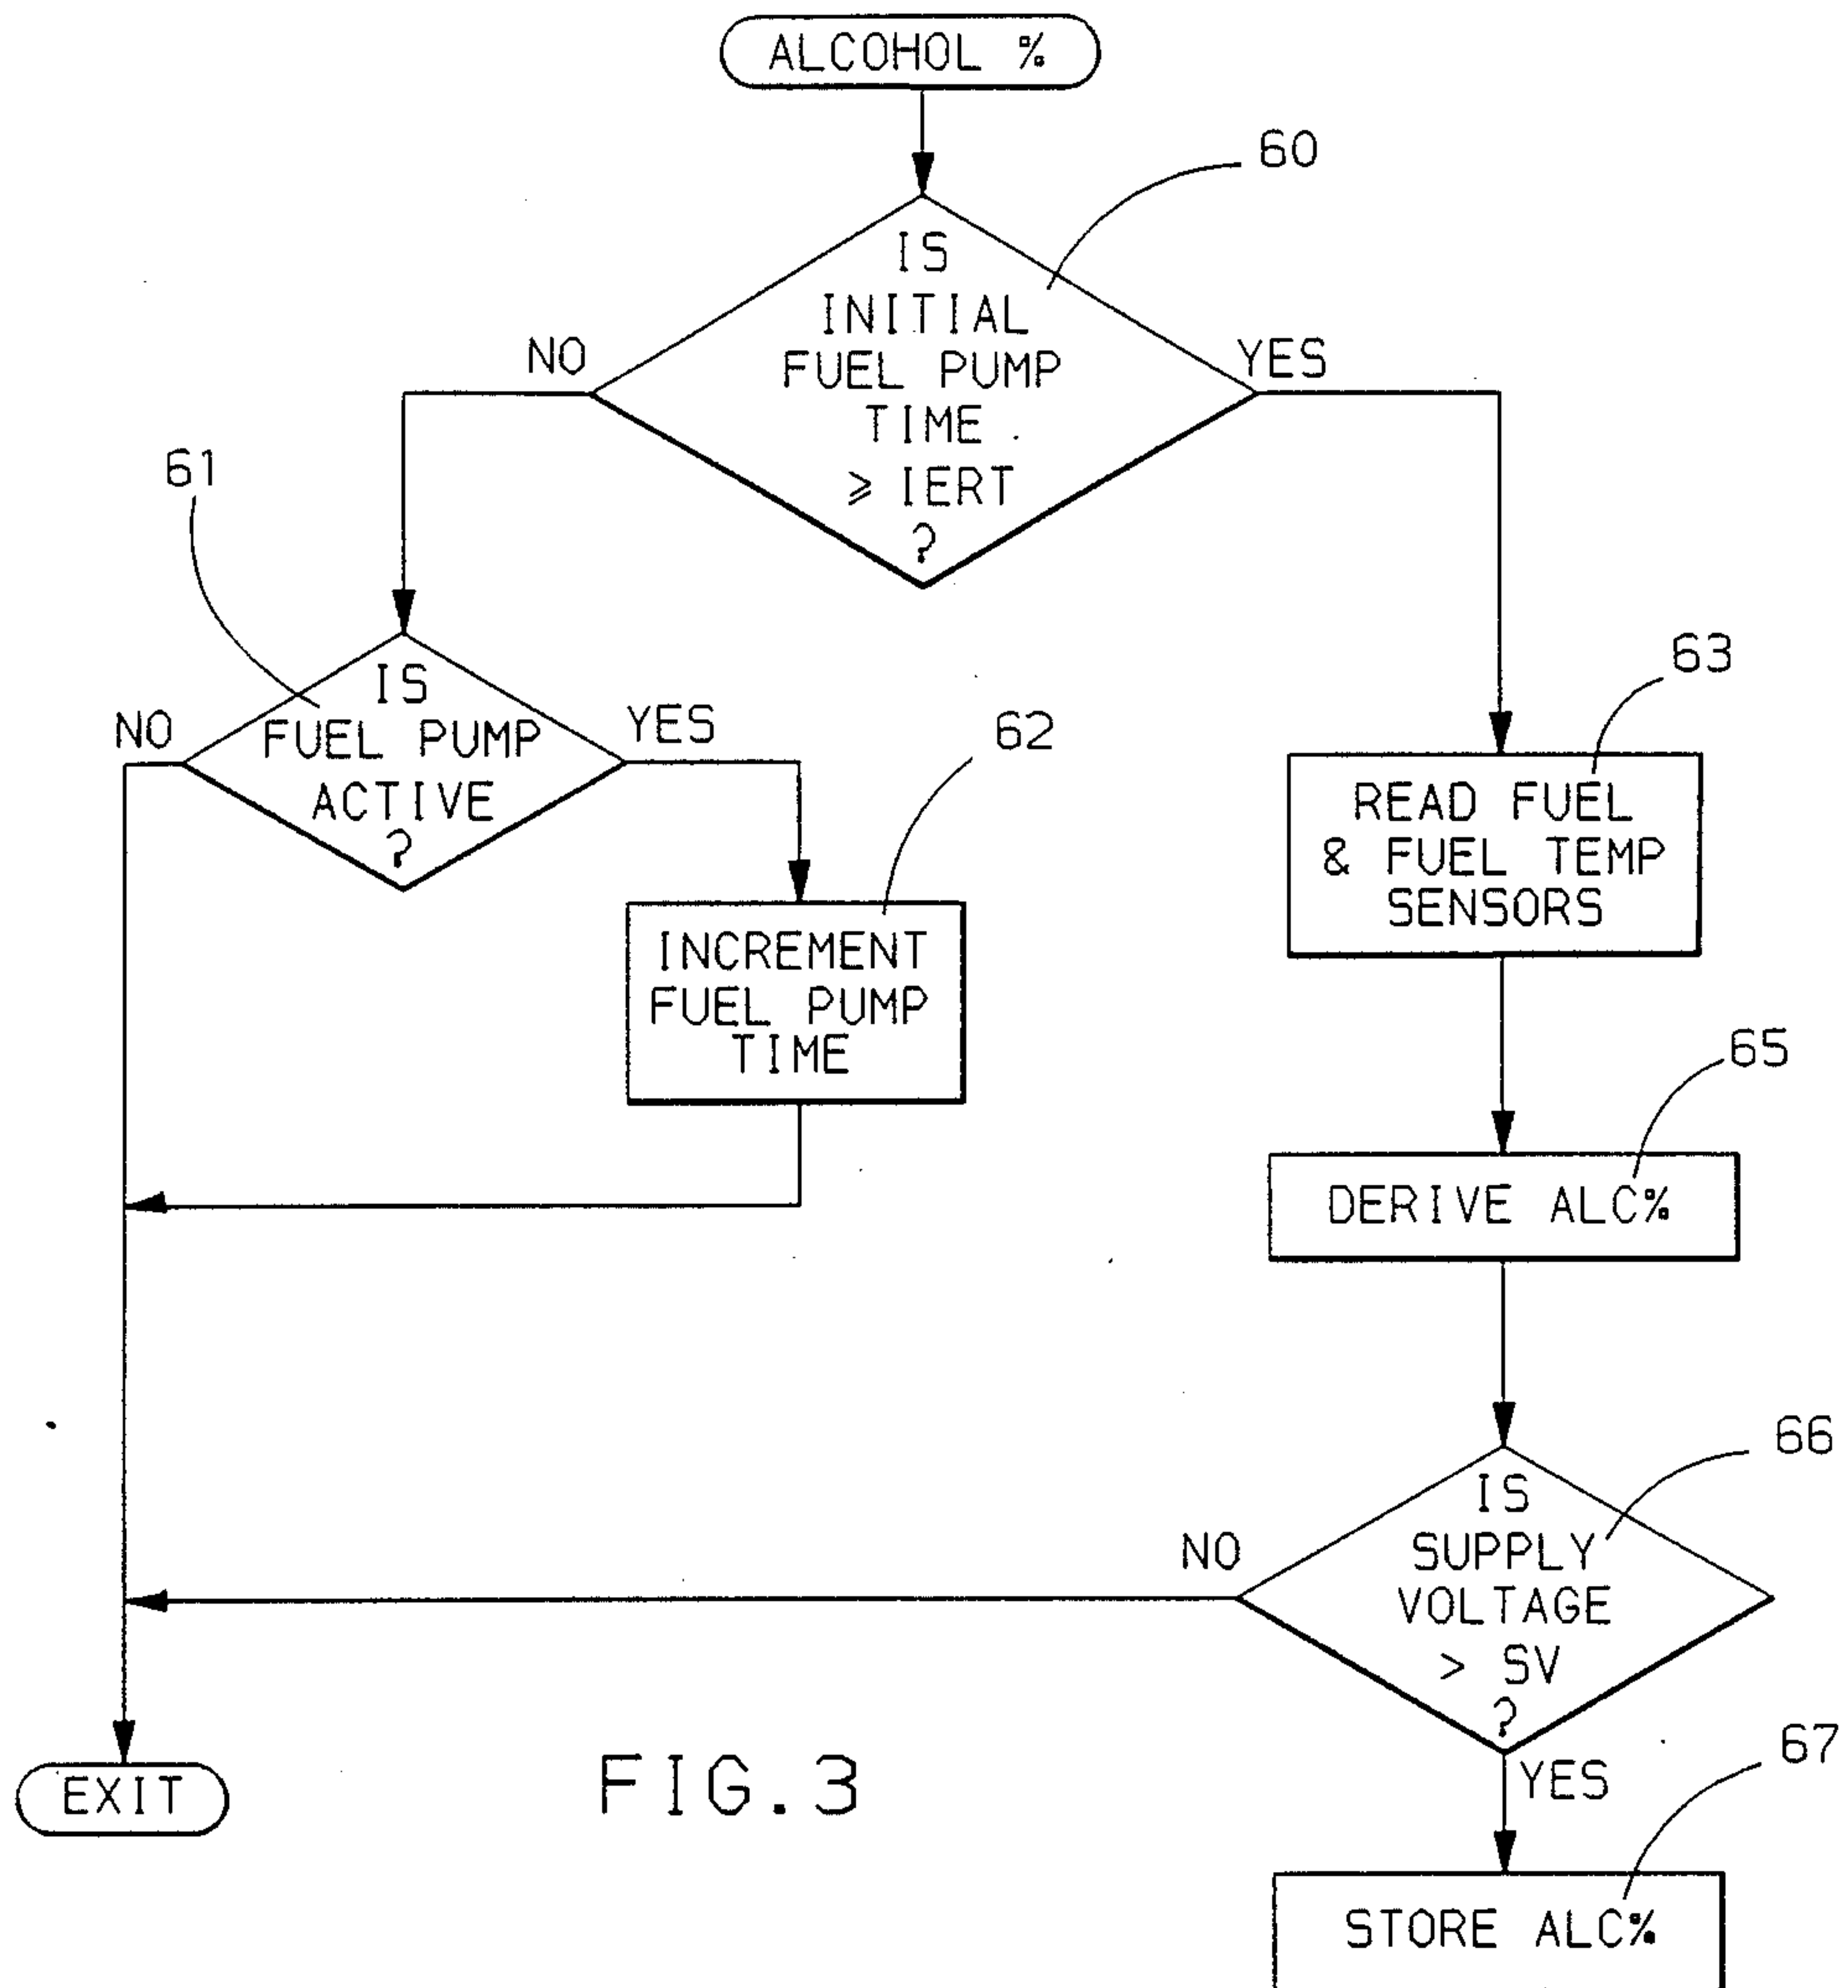 ALCOHOL %
60
IS
INITIAL
FUEL PUMP
TIME
≥ IERT
?
NO
YES
61
IS
FUEL PUMP
ACTIVE
?
NO
YES
62
INCREMENT
FUEL PUMP
TIME
63
READ FUEL
& FUEL TEMP
SENSORS
65
DERIVE ALC%
66
IS
SUPPLY
VOLTAGE
> SV
?
NO
YES
67
STORE ALC%
EXIT
FIG.3